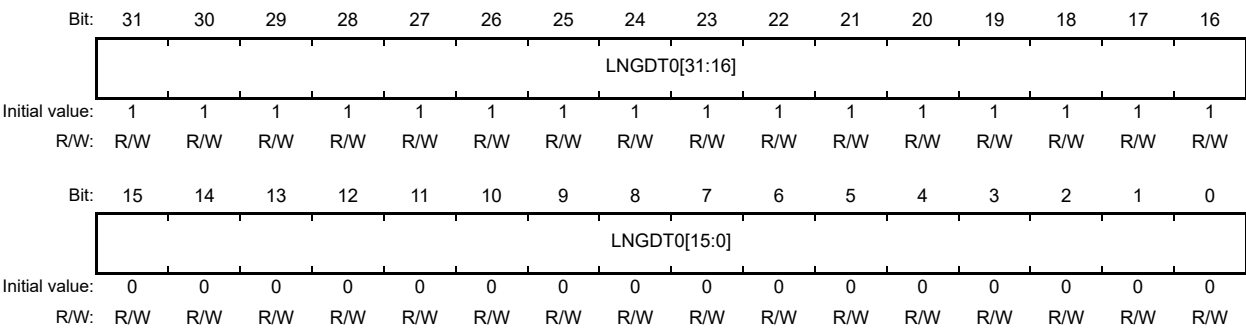 Bit: 31 30 29 28 27 26 25 24 23 22 21 20 19 18 17 16
LNGDT0[31:16]
Initial value: 1 1 1 1 1 1 1 1 1 1 1 1 1 1 1 1
R/W: R/W R/W R/W R/W R/W R/W R/W R/W R/W R/W R/W R/W R/W R/W R/W R/W
Bit: 15 14 13 12 11 10 9 8 7 6 5 4 3 2 1 0
LNGDT0[15:0]
Initial value: 0 0 0 0 0 0 0 0 0 0 0 0 0 0 0 0
R/W: R/W R/W R/W R/W R/W R/W R/W R/W R/W R/W R/W R/W R/W R/W R/W R/W